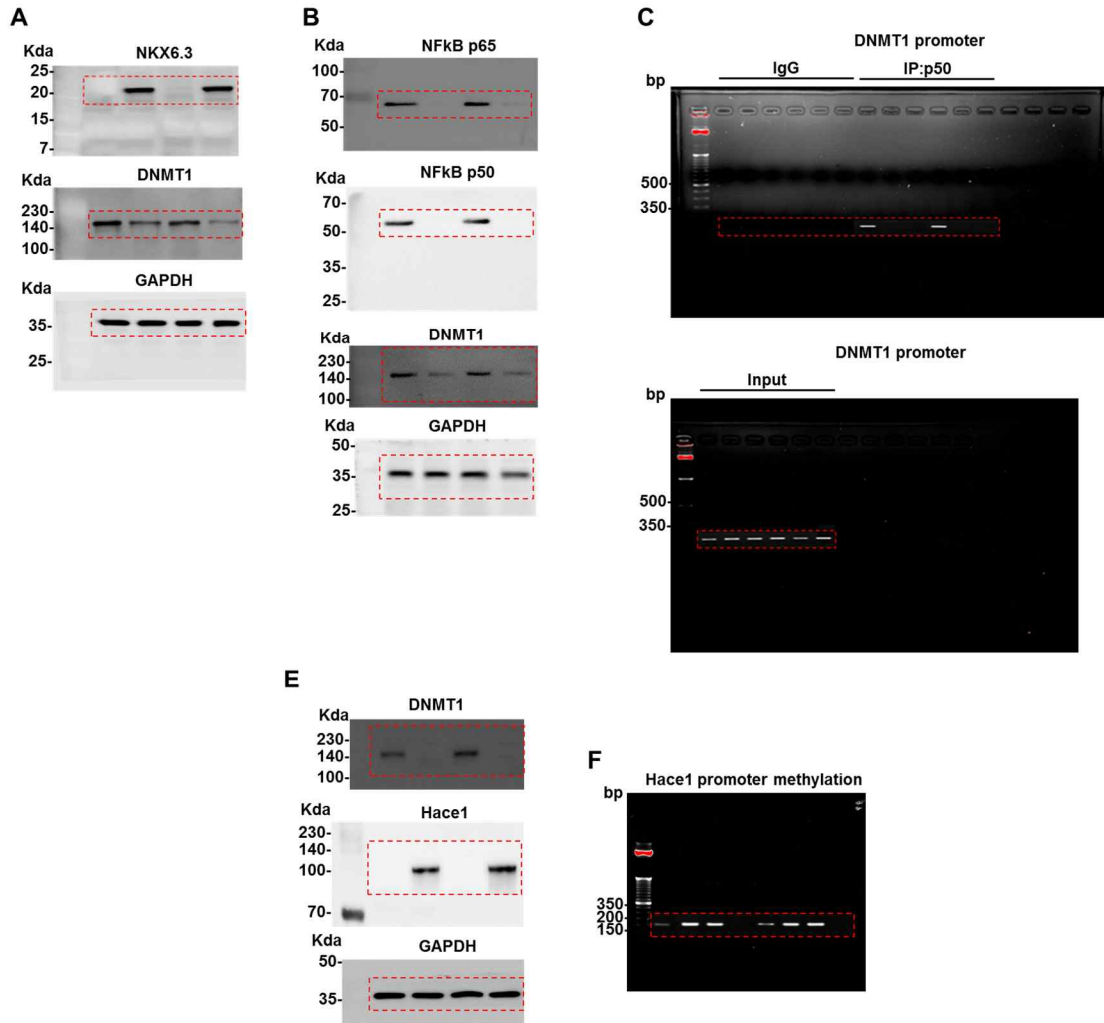 A
NKX6.3
Kda
25-
20-
15-
7-
DNMT1
Kda
230-
140-
100-
GAPDH
Kda
35-
25-
B
NFkB p65
Kda
100-
70-
50-
NFkB p50
Kda
70-
50-
35-
25-
DNMT1
Kda
230-
140-
100-
GAPDH
Kda
50-
35-
25-
C
DNMT1 promoter
IgG IP:p50
bp
500-
350-
DNMT1 promoter
Input
bp
500-
350-
E
DNMT1
Kda
230-
140-
100-
Hace1
Kda
230-
140-
100-
70-
GAPDH
Kda
50-
35-
F
Hace1 promoter methylation
bp
350-
200-
150-